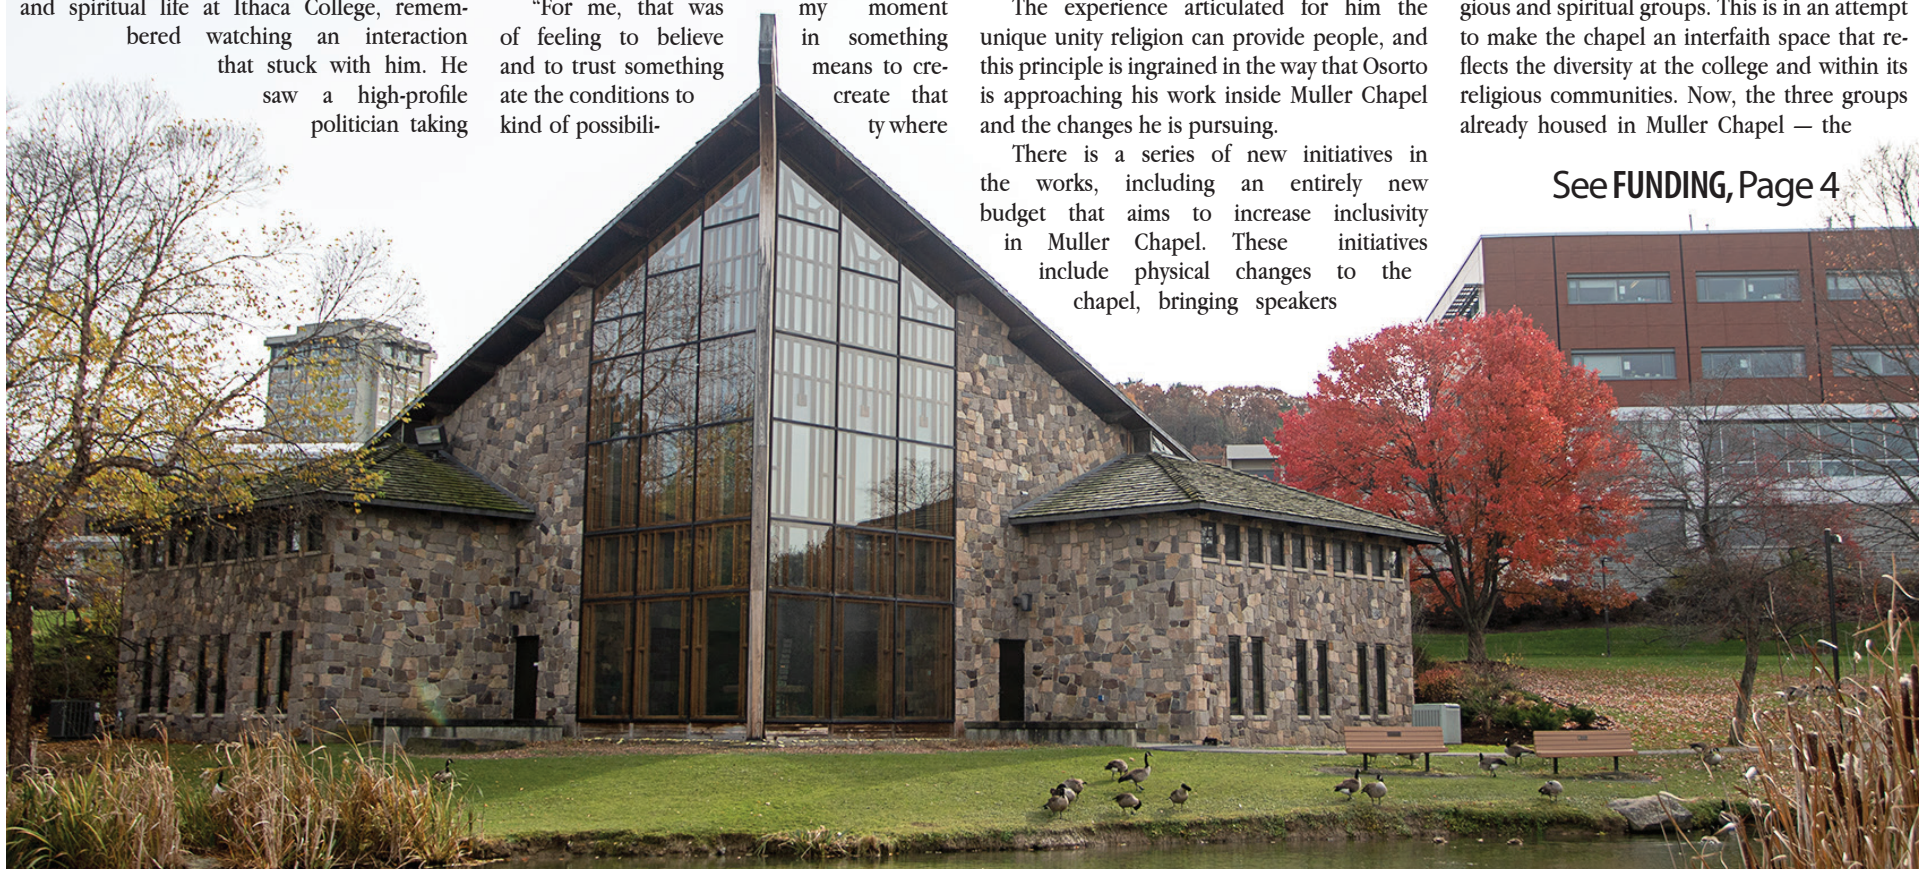 and spiritual life at Ithaca College, remem-
bered watching an interaction
that stuck with him. He
saw a high-profile
politician taking
“For me, that was my moment
of feeling to believe in something
and to trust something means to cre-
ate the conditions to create that
kind of possibili- ty where
The experience articulated for him the
unique unity religion can provide people, and
this principle is ingrained in the way that Osorto
is approaching his work inside Muller Chapel
and the changes he is pursuing.
There is a series of new initiatives in
the works, including an entirely new
budget that aims to increase inclusivity
in Muller Chapel. These initiatives
include physical changes to the
chapel, bringing speakers
gious and spiritual groups. This is in an attempt
to make the chapel an interfaith space that re-
flects the diversity at the college and within its
religious communities. Now, the three groups
already housed in Muller Chapel — the
See FUNDING, Page 4